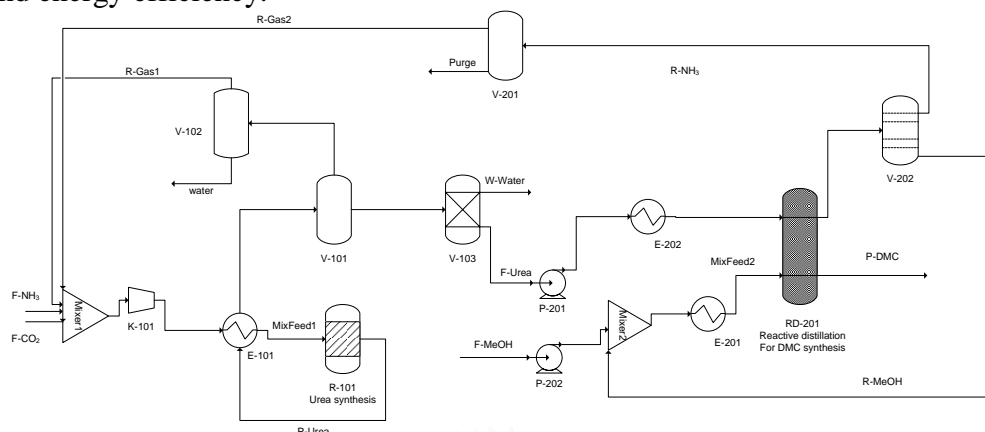 and energy efficiency.
R-Gas2
Purge
R-Gas1
R-NH₃
V-201
V-102
V-202
water
W-Water
V-101
V-103
E-202
F-Urea
MixFeed2
P-DMC
P-201
F-NH₃
Mixer1
K-101
F-CO₂
MixFeed1
E-101
Mixer2
E-201
RD-201
Reactive distillation
For DMC synthesis
F-MeOH
P-202
R-101
Urea synthesis
R-MeOH
P-Urea